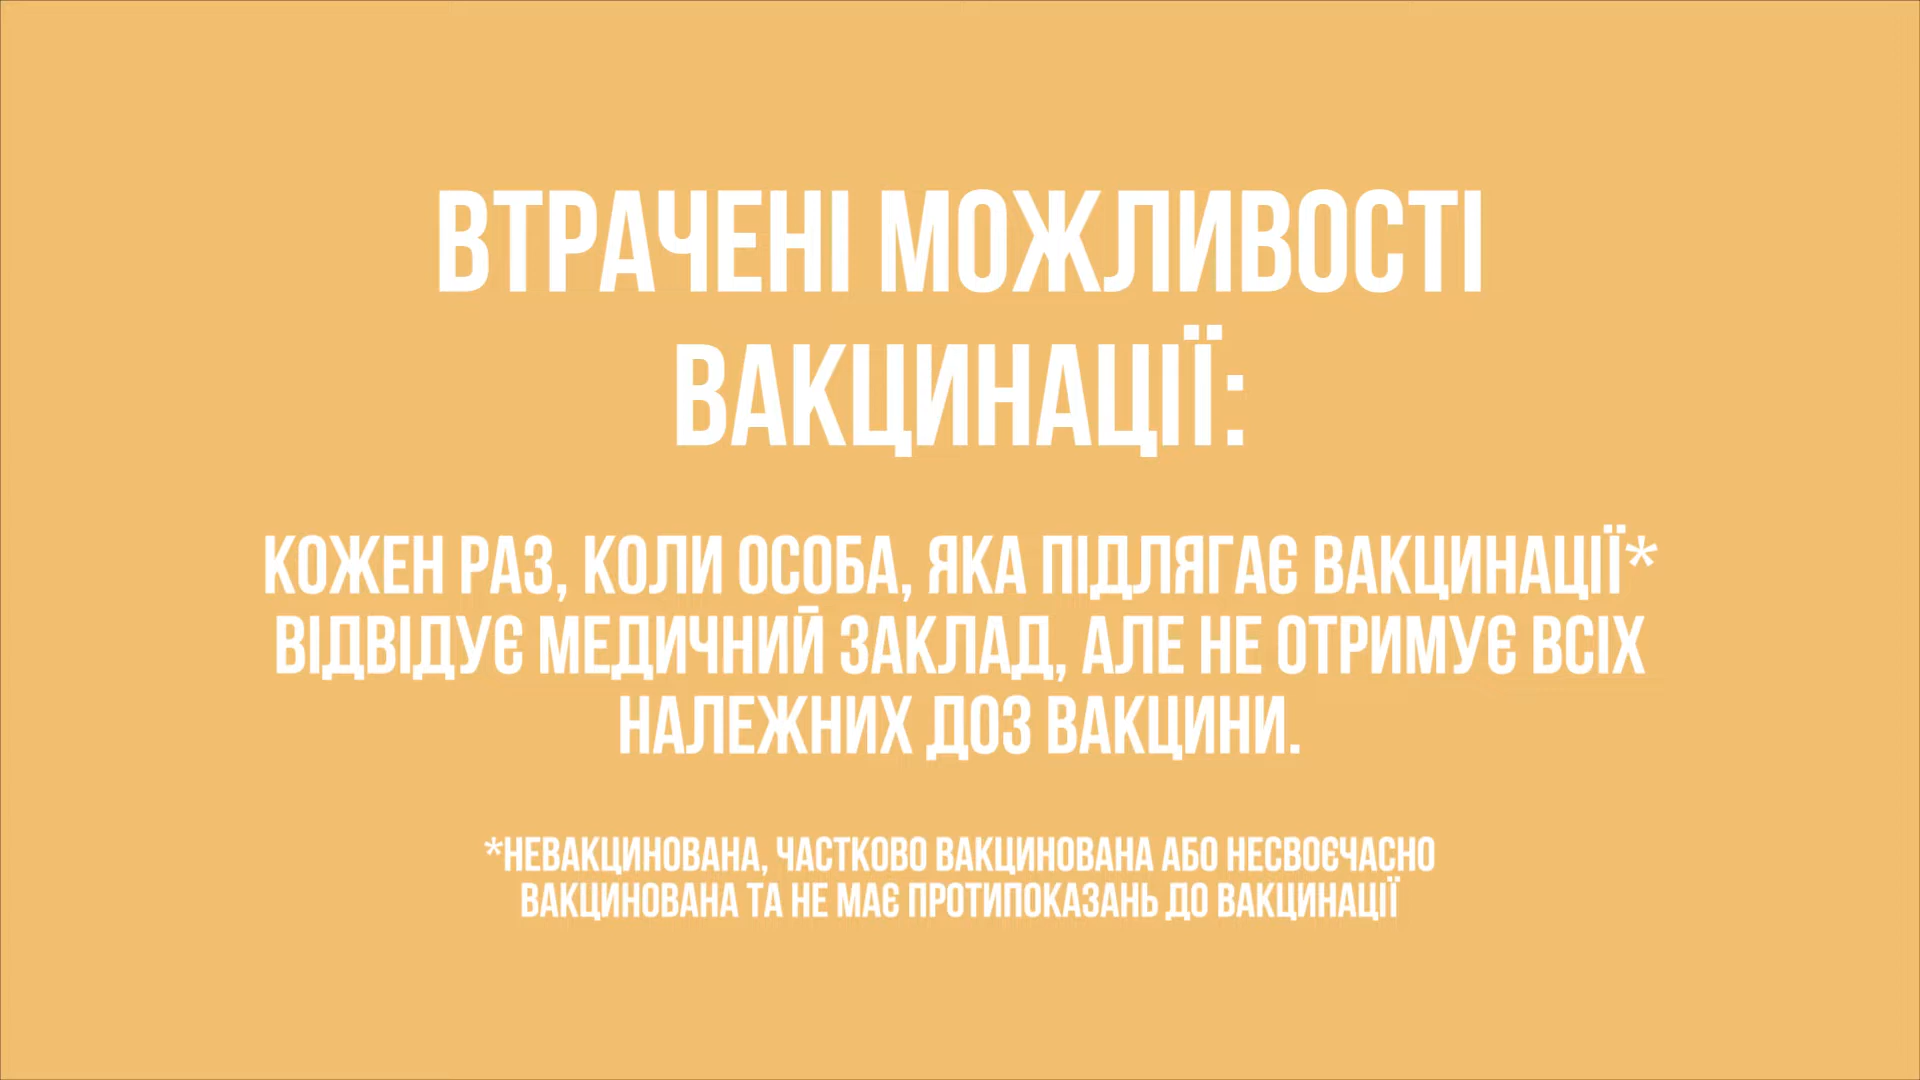 ВТРАЧЕНІ МОЖЛИВОСТІ
ВАКЦИНАЦІЇ:
КОЖЕН РАЗ, КОЛИ ОСОБА, ЯКА ПІДЛЯГАЄ ВАКЦИНАЦІЇ*
ВІДВІДУЄ МЕДИЧНИЙ ЗАКЛАД, АЛЕ НЕ ОТРИМУЄ ВСІХ
НАЛЕЖНИХ ДОЗ ВАКЦИНИ.
*НЕВАКЦИНОВАНА, ЧАСТКОВО ВАКЦИНОВАНА АБО НЕСВОЄЧАСНО
ВАКЦИНОВАНА ТА НЕ МАЄ ПРОТИПОКАЗАНЬ ДО ВАКЦИНАЦІЇ